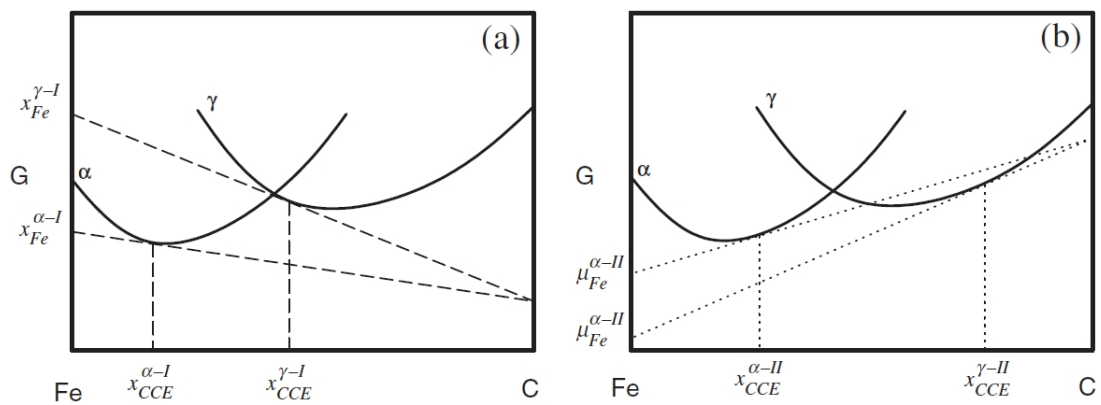 (a)
x_{Fe}^{γ-I}
γ
G
α
x_{Fe}^{α-I}
x_{CCE}^{α-I}
x_{CCE}^{γ-I}
Fe
C
(b)
γ
G
α
μ_{Fe}^{α-II}
μ_{Fe}^{α-II}
x_{CCE}^{α-II}
x_{CCE}^{γ-II}
Fe
C